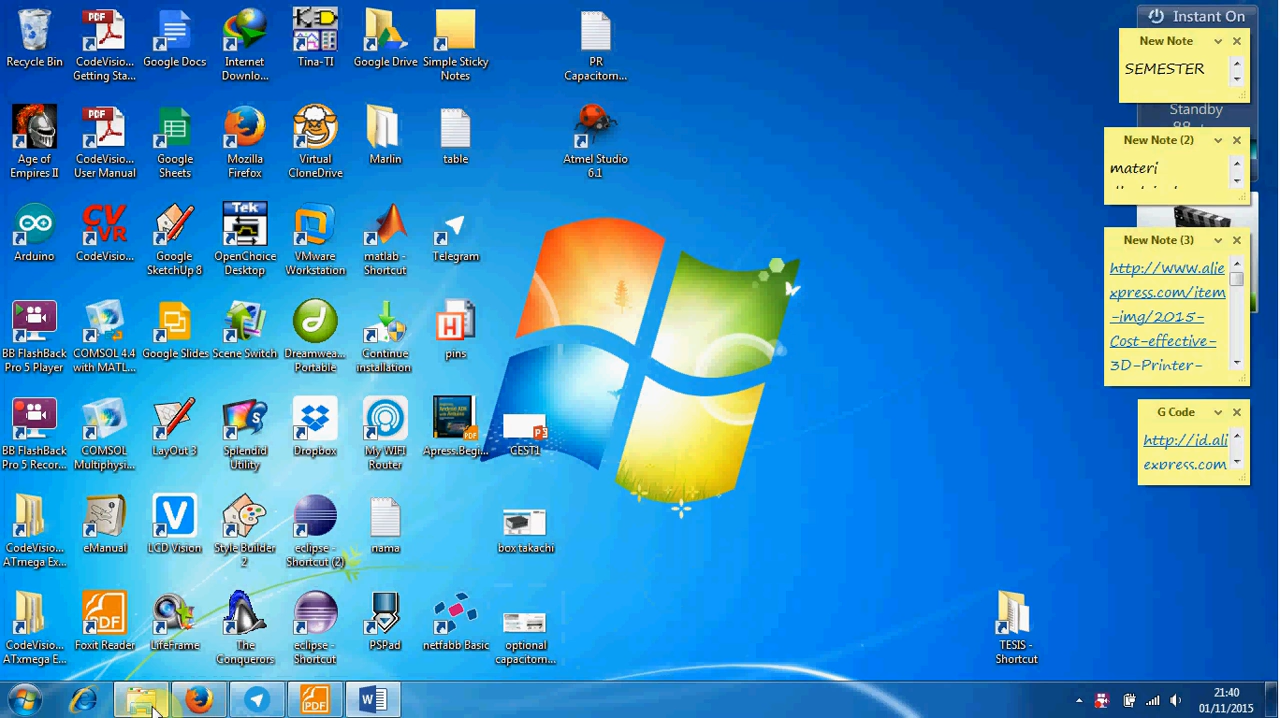 Recycle Bin
CodeVisio... Getting Sta...
Google Docs
Internet Downlo...
Tina-TI
Google Drive
Simple Sticky Notes
PR Capacitorn...
Age of Empires II
CodeVisio... User Manual
Google Sheets
Mozilla Firefox
Virtual CloneDrive
Marlin
table
Atmel Studio 6.1
Arduino
CodeVisio...
Google SketchUp 8
Tek
OpenChoice Desktop
VMware Workstation
matlab - Shortcut
Telegram
BB FlashBack Pro 5 Player
COMSOL 4.4 with MATL...
Google Slides
Scene Switch
Dreamwea... Portable
Continue installation
pins
BB FlashBack Pro 5 Recor...
COMSOL Multiphysi...
LayOut 3
Splendid Utility
Dropbox
My WIFI Router
Apress.Begi...
CEST1
CodeVisio... ATmega Ex...
eManual
LCD Vision
Style Builder 2
eclipse - Shortcut (2)
nama
box takachi
CodeVisio... ATxmega E...
Foxit Reader
LifeFrame
The Conquerors
eclipse - Shortcut
PSPad
netfabb Basic
optional capacitorn...
TESIS - Shortcut
Instant On
New Note
SEMESTER
Standby
New Note (2)
materi
New Note (3)
http://www.alie
xpress.com/item
-img/2015-
Cost-effective-
3D-Printer-
G Code
http://id.ali
express.com
21:40
01/11/2015